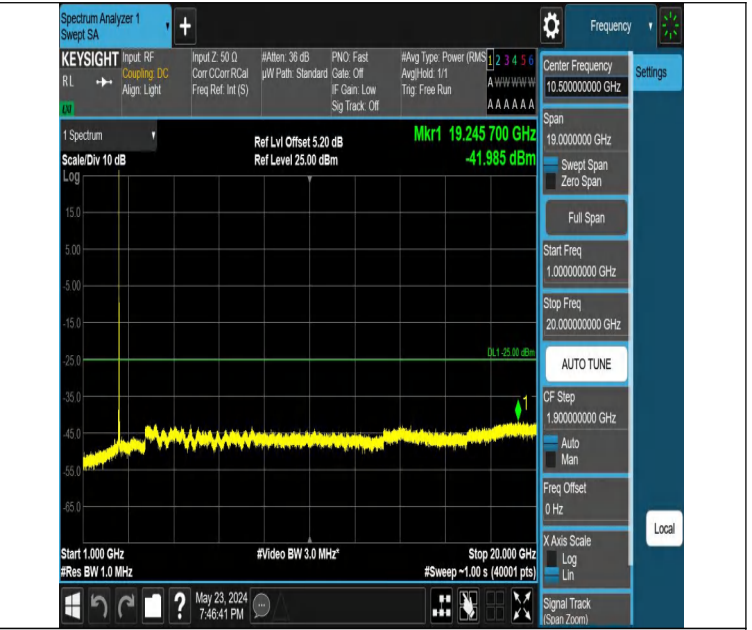 Spectrum Analyzer 1
Swept SA
+
Frequency
KEYSIGHT
RL
Input: RF
Coupling: DC
Align: Light
Input Z: 50 Ω
Corr CCorr RCal
Freq Ref: Int (S)
#Atten: 36 dB
µW Path: Standard
PNO: Fast
Gate: Off
IF Gain: Low
Sig Track: Off
#Avg Type: Power (RMS
Avg|Hold: 1/1
Trig: Free Run
1 2 3 4 5 6
A W W W W W
A A A A A A
1 Spectrum
Scale/Div 10 dB
Log
Ref Lvl Offset 5.20 dB
Ref Level 25.00 dBm
Mkr1 19.245 700 GHz
-41.985 dBm
15.0
5.00
-5.00
-15.0
-25.0
-35.0
-45.0
-55.0
-65.0
DL1 -25.00 dBm
1
Start 1.000 GHz
#Res BW 1.0 MHz
#Video BW 3.0 MHz*
Stop 20.000 GHz
#Sweep ~1.00 s (40001 pts)
Center Frequency
10.500000000 GHz
Settings
Span
19.0000000 GHz
Swept Span
Zero Span
Full Span
Start Freq
1.000000000 GHz
Stop Freq
20.000000000 GHz
AUTO TUNE
CF Step
1.900000000 GHz
Auto
Man
Freq Offset
0 Hz
X Axis Scale
Log
Lin
Local
Signal Track
(Span Zoom)
?
May 23, 2024
7:46:41 PM